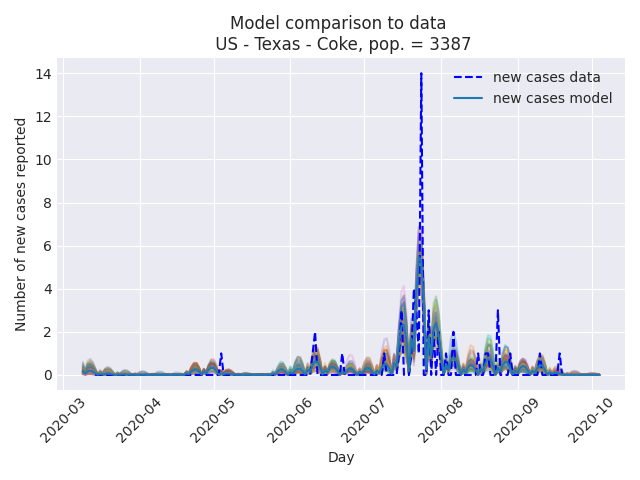 Model comparison to data
US - Texas - Coke, pop. = 3387
new cases data
new cases model
Number of new cases reported
14
12
10
8
6
4
2
0
2020-03
2020-04
2020-05
2020-06
2020-07
2020-08
2020-09
2020-10
Day